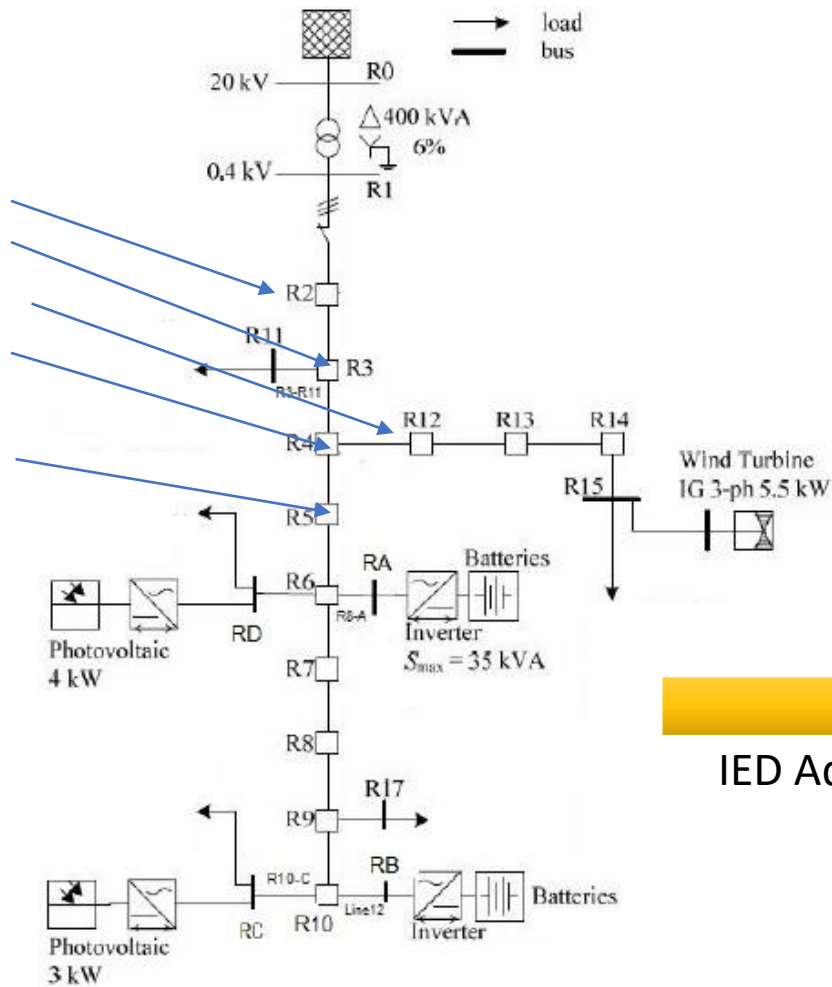 load
bus
R0
20 kV
400 kVA
6%
0.4 kV
R1
R2
R11
R3
R3-R11
R12
R13
R14
R4
Wind Turbine
IG 3-ph 5.5 kW
R15
R5
Batteries
RA
R6
R6-A
RD
Inverter
Smax = 35 kVA
Photovoltaic
4 kW
R7
R8
IED Ac
R17
R9
RB
R10-C
Batteries
Line12
RC
R10
Inverter
Photovoltaic
3 kW